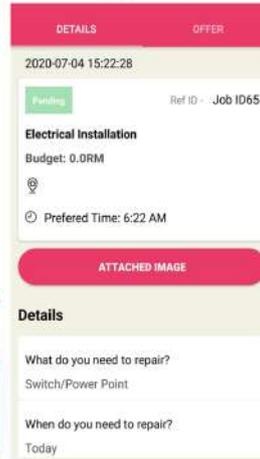 DETAILS OFFER
2020-07-04 15:22:28
Pending Ref ID - Job ID65
Electrical Installation
Budget: 0.0RM
Prefered Time: 6:22 AM
ATTACHED IMAGE
Details
What do you need to repair?
Switch/Power Point
When do you need to repair?
Today